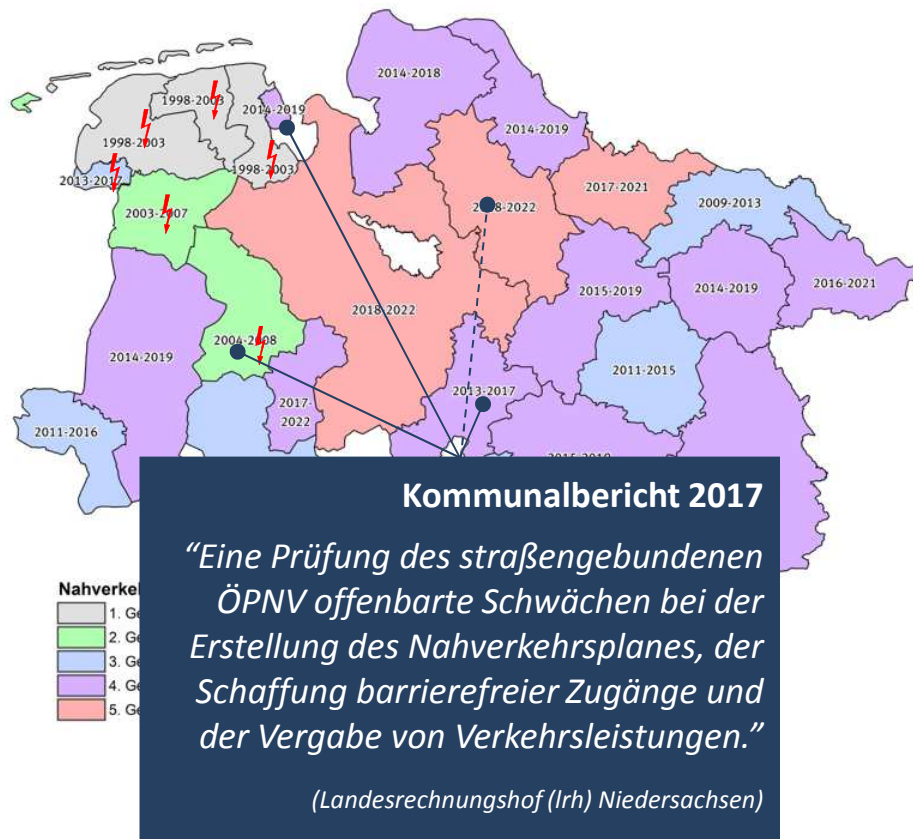 2014-2018
1998-2003
2014-2019
2014-2019
1998-2003
1998-2003
2013-2017
2017-2021
2003-2007
2018-2022
2009-2013
2016-2021
2014-2019
2015-2019
2018-2022
2004-2008
2014-2019
2011-2015
2013-2017
2017-
2022
2011-2016
2015-2019
Kommunalbericht 2017
“Eine Prüfung des straßengebundenen
ÖPNV offenbarte Schwächen bei der
Erstellung des Nahverkehrsplanes, der
Schaffung barrierefreier Zugänge und
der Vergabe von Verkehrsleistungen.”
(Landesrechnungshof (lrh) Niedersachsen)
Nahverke
1. Ge
2. Ge
3. Ge
4. Ge
5. Ge